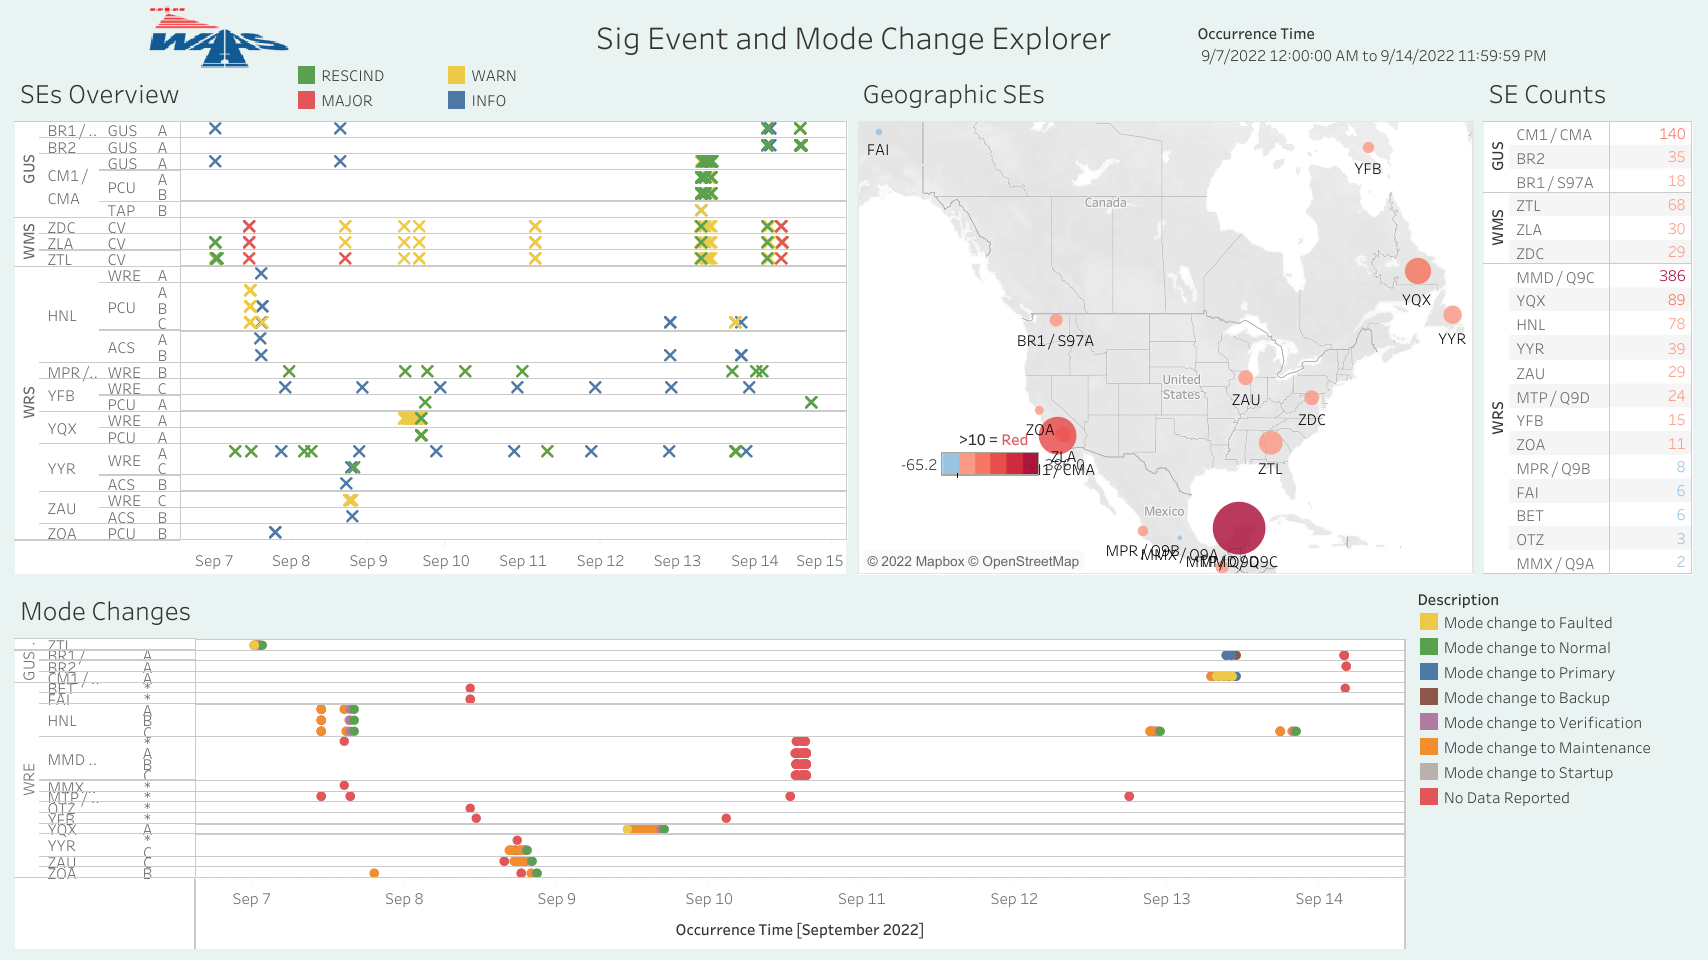 WAAS
Sig Event and Mode Change Explorer
Occurrence Time
9/7/2022 12:00:00 AM to 9/14/2022 11:59:59 PM
RESCIND
WARN
MAJOR
INFO
SEs Overview
GUS
BR1 / .. GUS A
BR2 GUS A
CM1 /
CMA
GUS A
PCU A
B
TAP B
WMS
ZDC CV
ZLA CV
ZTL CV
WRS
HNL
WRE A
PCU A
B
C
ACS A
B
MPR / .. WRE B
YFB
WRE C
PCU A
YQX
WRE A
PCU A
YYR
WRE A
C
ACS B
ZAU
WRE C
ACS B
ZOA PCU B
Sep 7 Sep 8 Sep 9 Sep 10 Sep 11 Sep 12 Sep 13 Sep 14 Sep 15
Geographic SEs
FAI
YFB
Canada
YQX
YYR
BR1 / S97A
United
States
ZAU
ZDC
ZOA
>10 = Red
ZLA
-65.2
/ CMA
ZTL
Mexico
MPR / Q9B
MMX / Q9A
MMD / Q9C
© 2022 Mapbox © OpenStreetMap
SE Counts
GUS
CM1 / CMA 140
BR2 35
BR1 / S97A 18
WMS
ZTL 68
ZLA 30
ZDC 29
WRS
MMD / Q9C 386
YQX 89
HNL 78
YYR 39
ZAU 29
MTP / Q9D 24
YFB 15
ZOA 11
MPR / Q9B 8
FAI 6
BET 6
OTZ 3
MMX / Q9A 2
Mode Changes
GUS .
ZTL
BR1 / A
BR2 A
CM1 / .. A
WRE
BET *
FAI *
HNL
A
B
C
MMD ..
*
A
B
C
MMX.. *
MTP / .. *
OTZ *
YFB *
YQX A
YYR
*
C
ZAU C
ZOA B
Sep 7 Sep 8 Sep 9 Sep 10 Sep 11 Sep 12 Sep 13 Sep 14
Occurrence Time [September 2022]
Description
Mode change to Faulted
Mode change to Normal
Mode change to Primary
Mode change to Backup
Mode change to Verification
Mode change to Maintenance
Mode change to Startup
No Data Reported